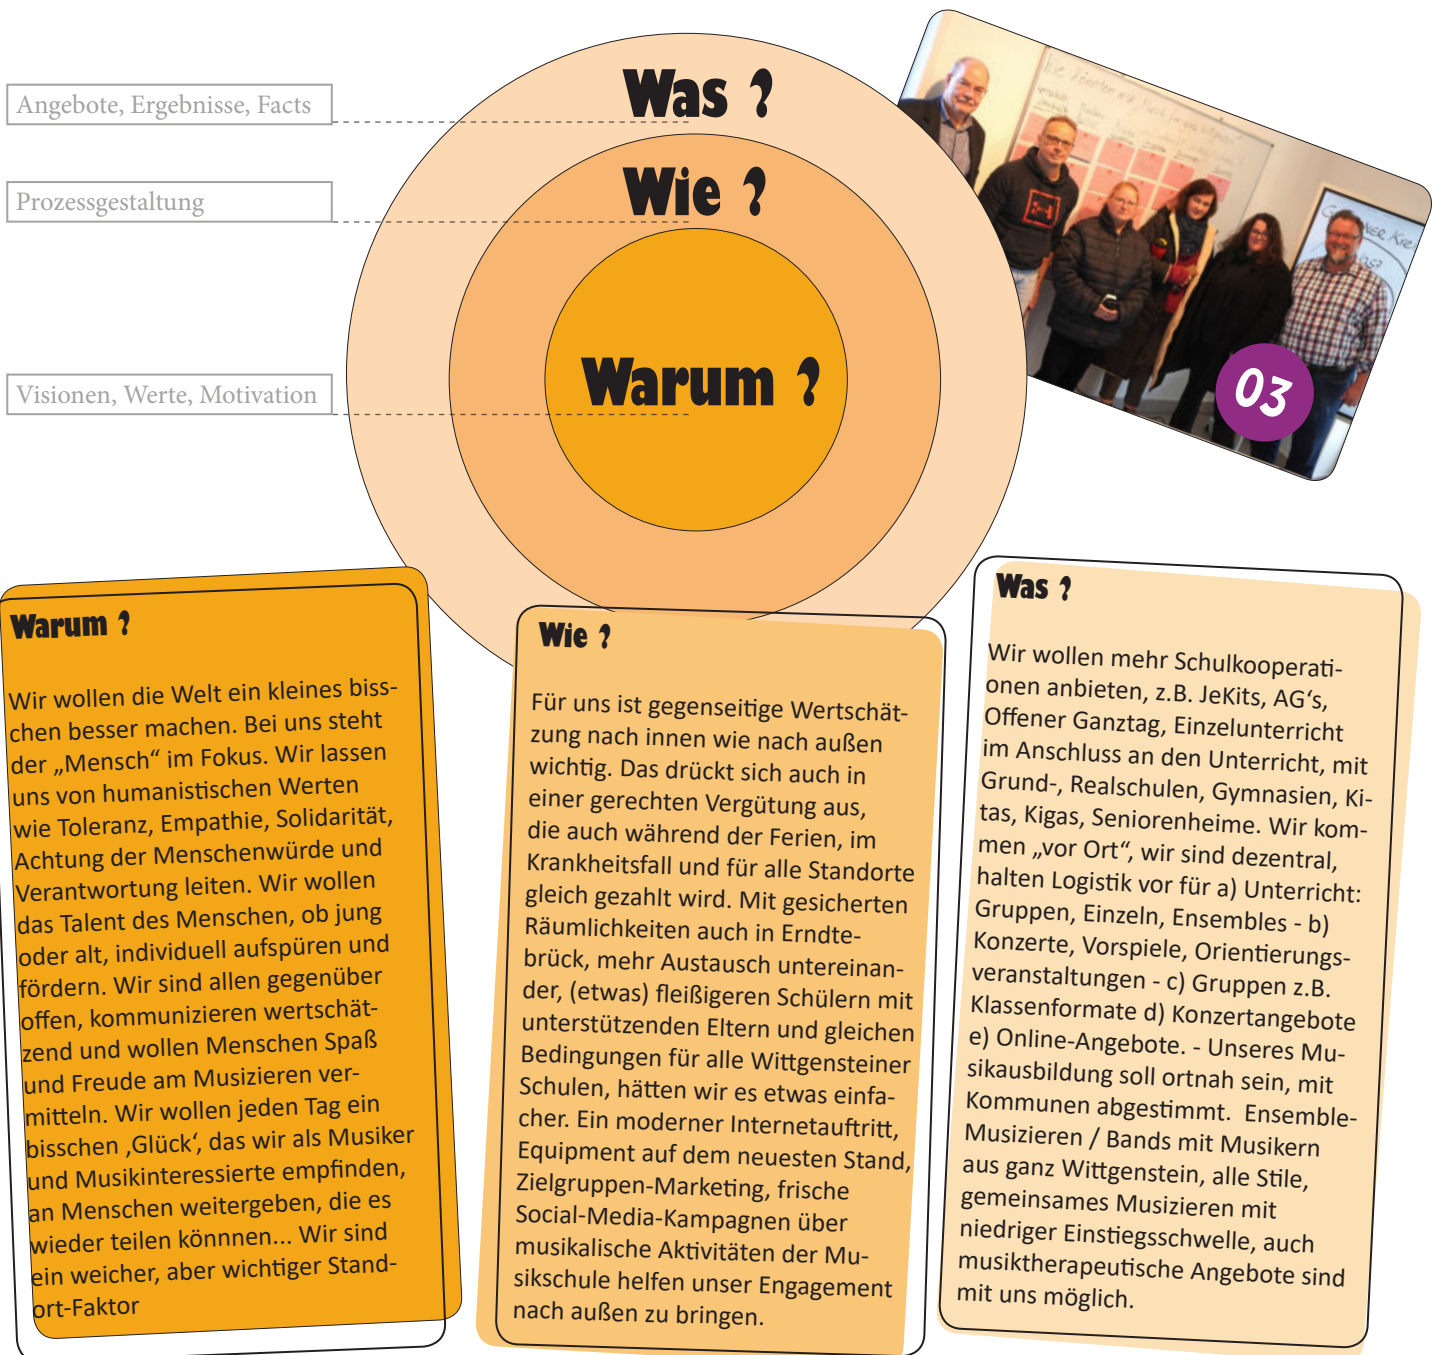 Angebote, Ergebnisse, Facts
Prozessgestaltung
Visionen, Werte, Motivation
Was ?
Wie ?
Warum ?
03
Warum ?
Wir wollen die Welt ein kleines biss-
chen besser machen. Bei uns steht
der „Mensch“ im Fokus. Wir lassen
uns von humanistischen Werten
wie Toleranz, Empathie, Solidarität,
Achtung der Menschenwürde und
Verantwortung leiten. Wir wollen
das Talent des Menschen, ob jung
oder alt, individuell aufspüren und
fördern. Wir sind allen gegenüber
offen, kommunizieren wertschät-
zend und wollen Menschen Spaß
und Freude am Musizieren ver-
mitteln. Wir wollen jeden Tag ein
bisschen ‚Glück‘, das wir als Musiker
und Musikinteressierte empfinden,
an Menschen weitergeben, die es
wieder teilen könnnen... Wir sind
ein weicher, aber wichtiger Stand-
ort-Faktor
Wie ?
Für uns ist gegenseitige Wertschät-
zung nach innen wie nach außen
wichtig. Das drückt sich auch in
einer gerechten Vergütung aus,
die auch während der Ferien, im
Krankheitsfall und für alle Standorte
gleich gezahlt wird. Mit gesicherten
Räumlichkeiten auch in Erndte-
brück, mehr Austausch untereinan-
der, (etwas) fleißigeren Schülern mit
unterstützenden Eltern und gleichen
Bedingungen für alle Wittgensteiner
Schulen, hätten wir es etwas einfa-
cher. Ein moderner Internetauftritt,
Equipment auf dem neuesten Stand,
Zielgruppen-Marketing, frische
Social-Media-Kampagnen über
musikalische Aktivitäten der Mu-
sikschule helfen unser Engagement
nach außen zu bringen.
Was ?
Wir wollen mehr Schulkooperati-
onen anbieten, z.B. JeKits, AG‘s,
Offener Ganztag, Einzelunterricht
im Anschluss an den Unterricht, mit
Grund-, Realschulen, Gymnasien, Ki-
tas, Kigas, Seniorenheime. Wir kom-
men „vor Ort“, wir sind dezentral,
halten Logistik vor für a) Unterricht:
Gruppen, Einzeln, Ensembles - b)
Konzerte, Vorspiele, Orientierungs-
veranstaltungen - c) Gruppen z.B.
Klassenformate d) Konzertangebote
e) Online-Angebote. - Unseres Mu-
sikausbildung soll ortnah sein, mit
Kommunen abgestimmt.  Ensemble-
Musizieren / Bands mit Musikern
aus ganz Wittgenstein, alle Stile,
gemeinsames Musizieren mit
niedriger Einstiegsschwelle, auch
musiktherapeutische Angebote sind
mit uns möglich.